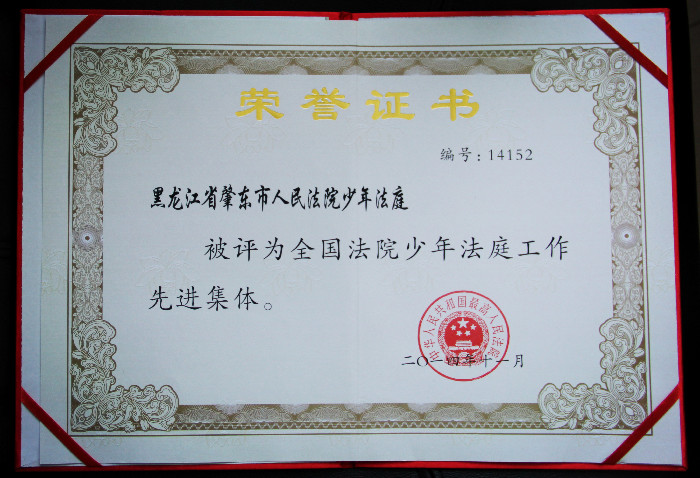 荣誉证书
编号：14152
黑龙江省肇东市人民法院少年法庭
被评为全国法院少年法庭工作
先进集体。
中华人民共和国最高人民法院
二〇一四年十一月